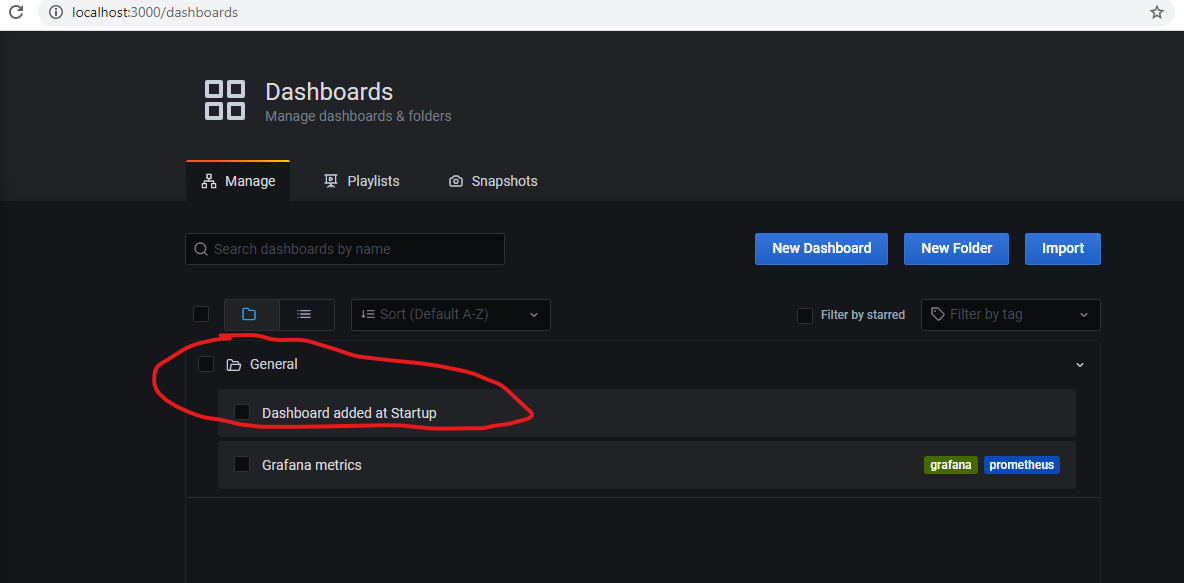 localhost:3000/dashboards
Dashboards
Manage dashboards & folders
Manage Playlists Snapshots
Search dashboards by name New Dashboard New Folder Import
Sort (Default A-Z) Filter by starred Filter by tag
General
Dashboard added at Startup
Grafana metrics grafana prometheus